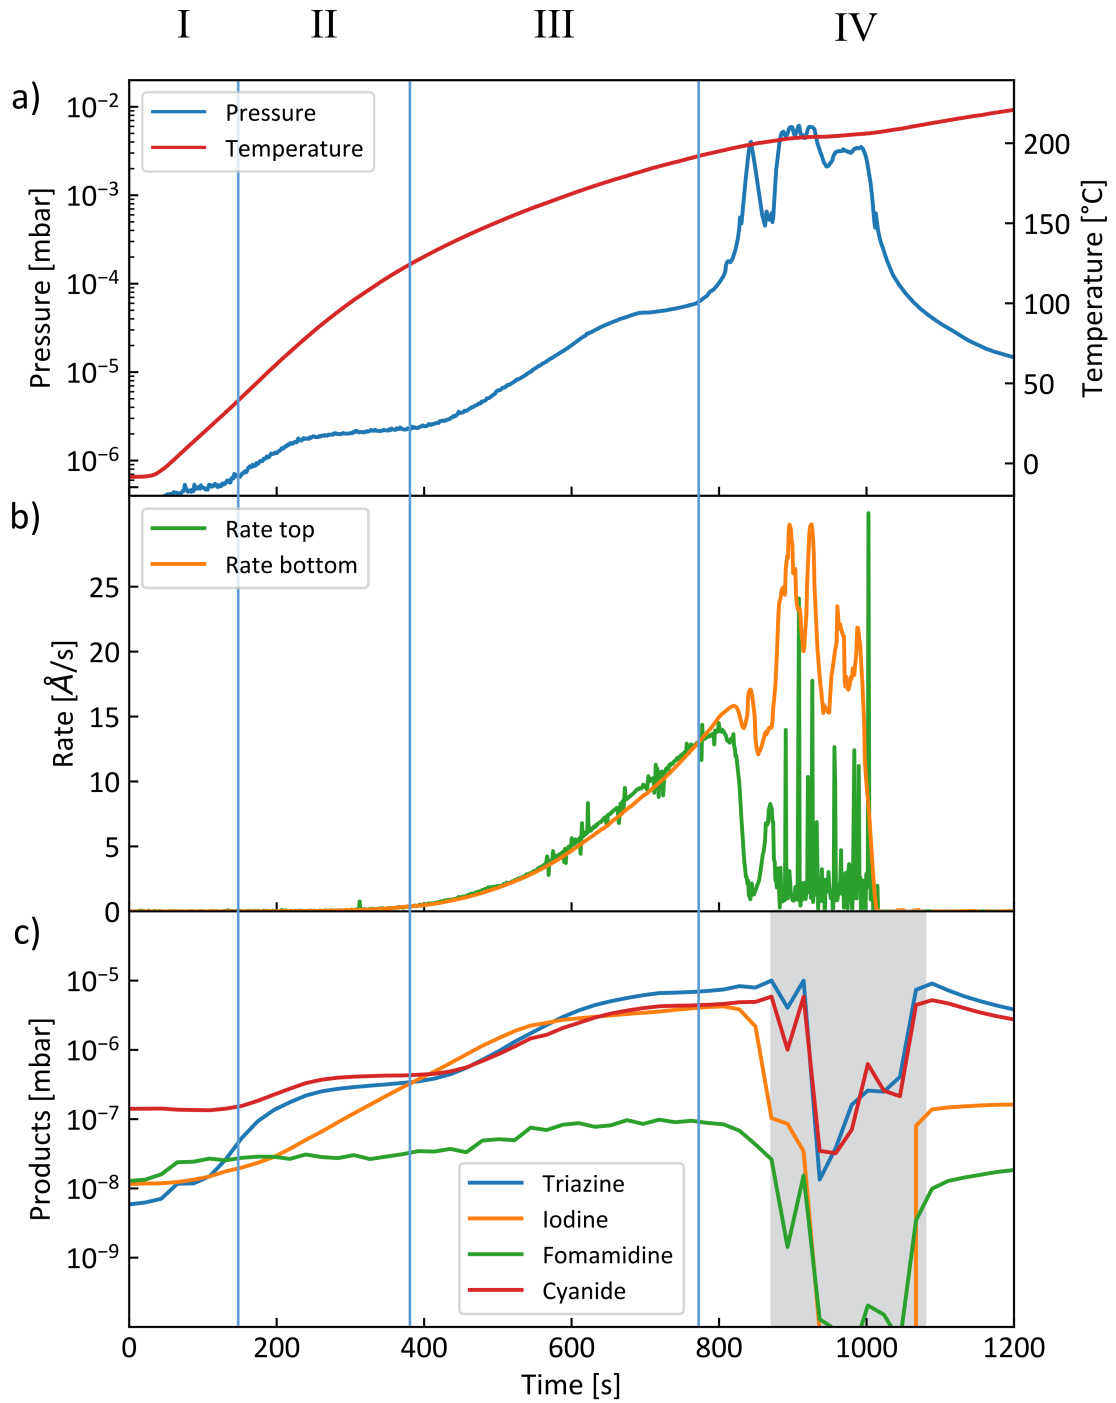 I II III IV
a)
Pressure
Temperature
10⁻²
10⁻³
10⁻⁴
10⁻⁵
10⁻⁶
Pressure [mbar]
200
150
100
50
0
Temperature [°C]
b)
Rate top
Rate bottom
25
20
15
10
5
0
Rate [Å/s]
c)
10⁻⁵
10⁻⁶
10⁻⁷
10⁻⁸
10⁻⁹
Products [mbar]
Triazine
Iodine
Fomamidine
Cyanide
0 200 400 600 800 1000 1200
Time [s]